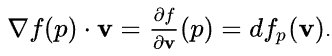 ∇f(p) · v = ∂f/∂v (p) = df_p(v).